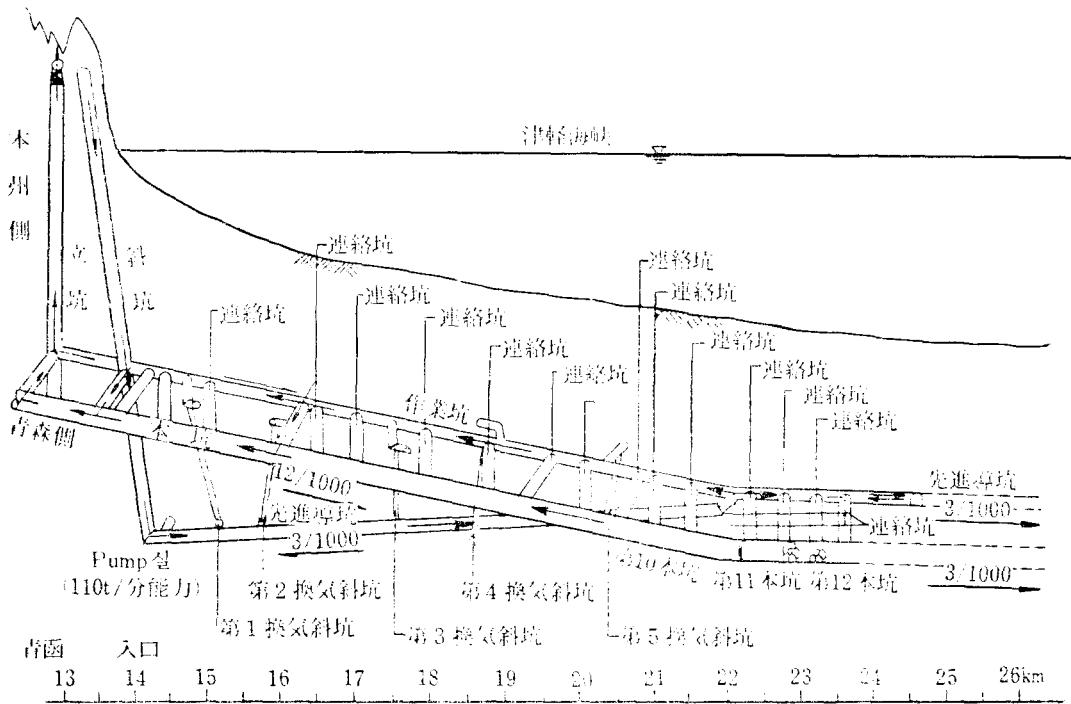 津軽海峡
本州側
立坑
斜坑
連絡坑
連絡坑
連絡坑
連絡坑
連絡坑
連絡坑
連絡坑
連絡坑
連絡坑
連絡坑
連絡坑
連絡坑
作業坑
青森側
12/1000
先進導坑
3/1000
先進導坑
3/1000
連絡坑
3/1000
Pump실
(110t/分能力)
第1換気斜坑
第2換気斜坑
第3換気斜坑
第4換気斜坑
第5換気斜坑
第10本坑
第11本坑
第12本坑
青函 入口
13 14 15 16 17 18 19 20 21 22 23 24 25 26km